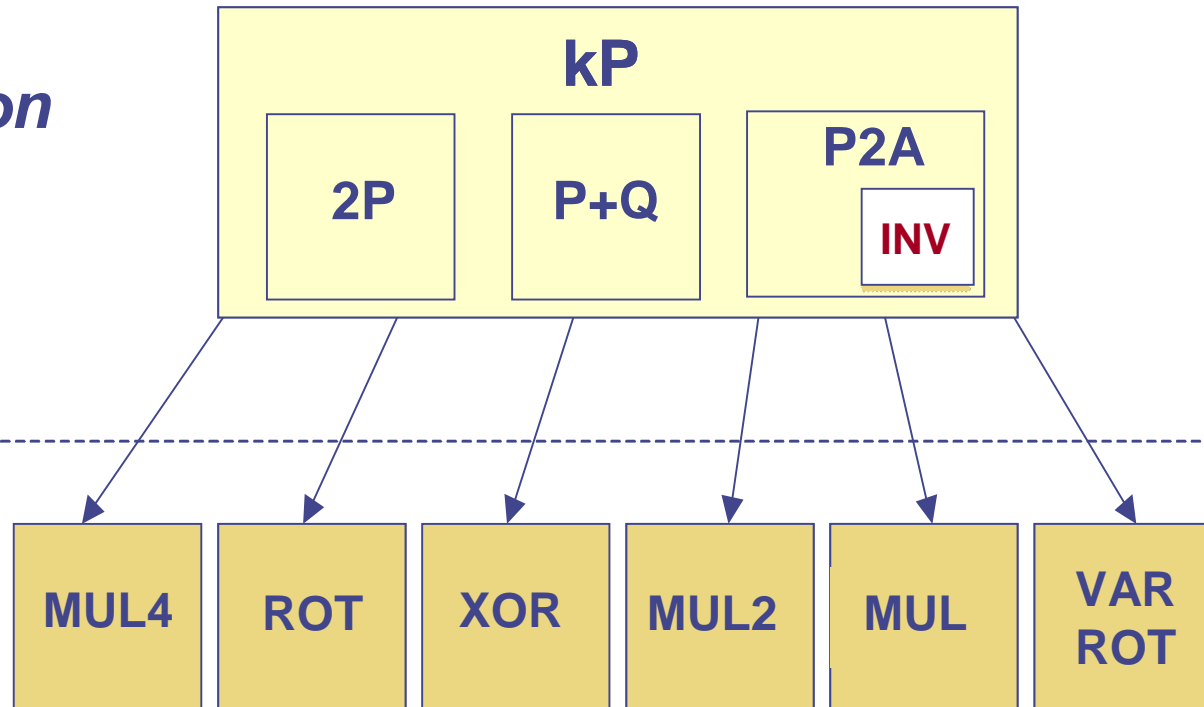 kP
on
P2A
2P
P+Q
INV
MUL4
ROT
XOR
MUL2
MUL
VAR
ROT